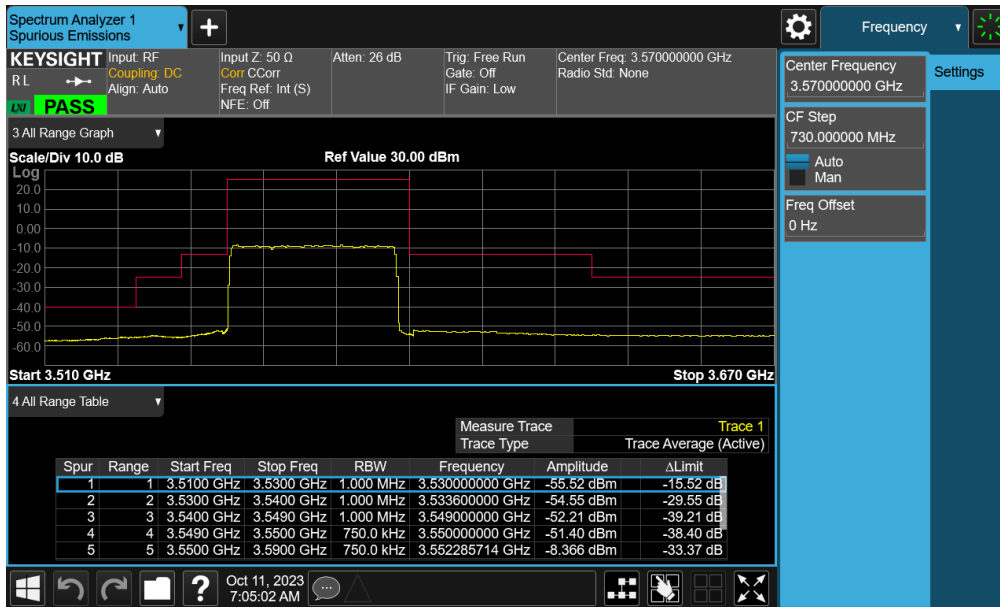 Spectrum Analyzer 1
Spurious Emissions
+
Frequency
KEYSIGHT
R L
LXI
PASS
Input: RF
Coupling: DC
Align: Auto
Input Z: 50 Ω
Corr CCorr
Freq Ref: Int (S)
NFE: Off
Atten: 26 dB
Trig: Free Run
Gate: Off
IF Gain: Low
Center Freq: 3.570000000 GHz
Radio Std: None
Center Frequency
3.570000000 GHz
Settings
CF Step
730.000000 MHz
Auto
Man
Freq Offset
0 Hz
3 All Range Graph
Scale/Div 10.0 dB
Ref Value 30.00 dBm
Log
20.0
10.0
0.00
-10.0
-20.0
-30.0
-40.0
-50.0
-60.0
Start 3.510 GHz
Stop 3.670 GHz
4 All Range Table
Measure Trace Trace 1
Trace Type Trace Average (Active)
Spur Range Start Freq Stop Freq RBW Frequency Amplitude ΔLimit
1 1 3.5100 GHz 3.5300 GHz 1.000 MHz 3.530000000 GHz -55.52 dBm -15.52 dB
2 2 3.5300 GHz 3.5400 GHz 1.000 MHz 3.533600000 GHz -54.55 dBm -29.55 dB
3 3 3.5400 GHz 3.5490 GHz 1.000 MHz 3.549000000 GHz -52.21 dBm -39.21 dB
4 4 3.5490 GHz 3.5500 GHz 750.0 kHz 3.550000000 GHz -51.40 dBm -38.40 dB
5 5 3.5500 GHz 3.5900 GHz 750.0 kHz 3.552285714 GHz -8.366 dBm -33.37 dB
?
Oct 11, 2023
7:05:02 AM